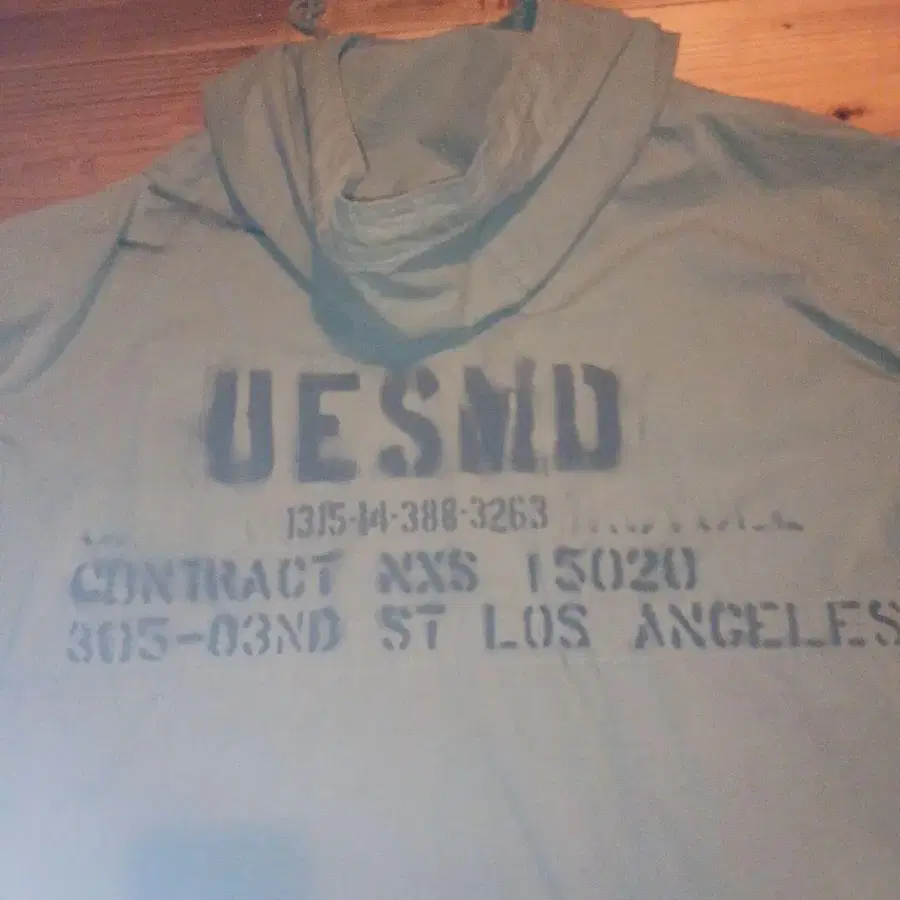 UESMD
1315-14-388-3263
CONTRACT NXS 15020
305-03ND ST LOS ANGELES